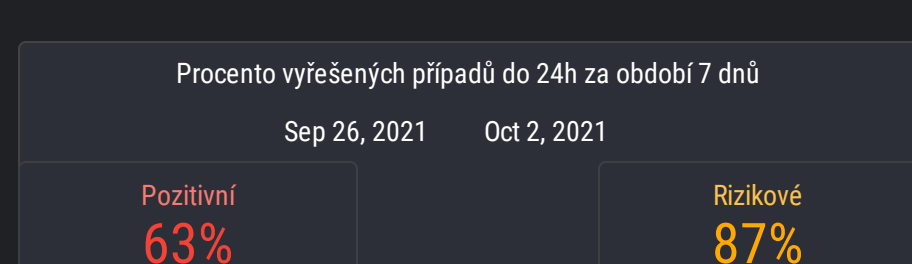 Procento vyřešených případů do 24h za období 7 dnů
Sep 26, 2021 Oct 2, 2021
Pozitivní Rizikové
63% 87%